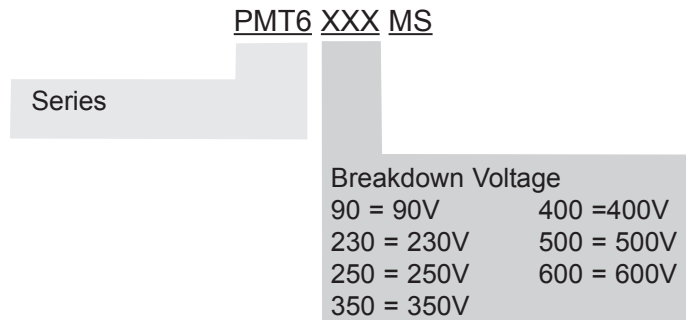 PMT6 XXX MS
Series
Breakdown Voltage
90 = 90V 400 =400V
230 = 230V 500 = 500V
250 = 250V 600 = 600V
350 = 350V